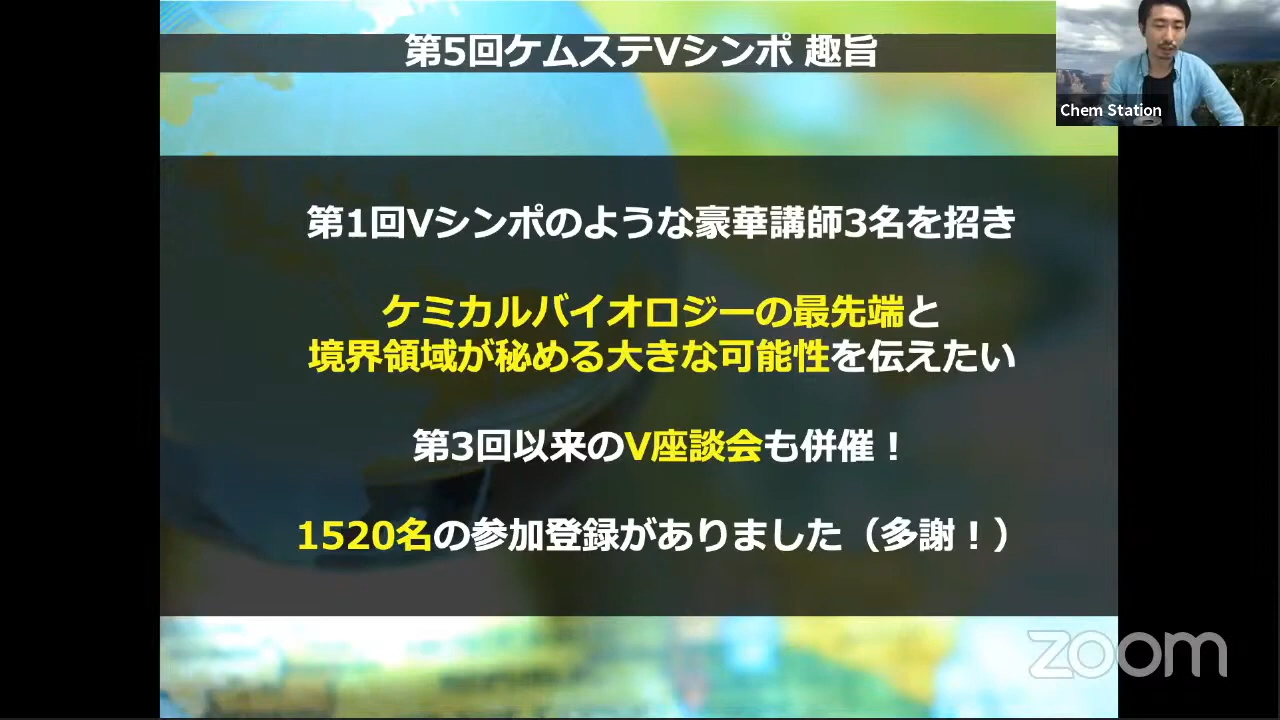 第5回ケムステVシンポ 趣旨
Chem Station
第1回Vシンポのような豪華講師3名を招き
ケミカルバイオロジーの最先端と
境界領域が秘める大きな可能性を伝えたい
第3回以来のV座談会も併催！
1520名の参加登録がありました（多謝！）
zoom